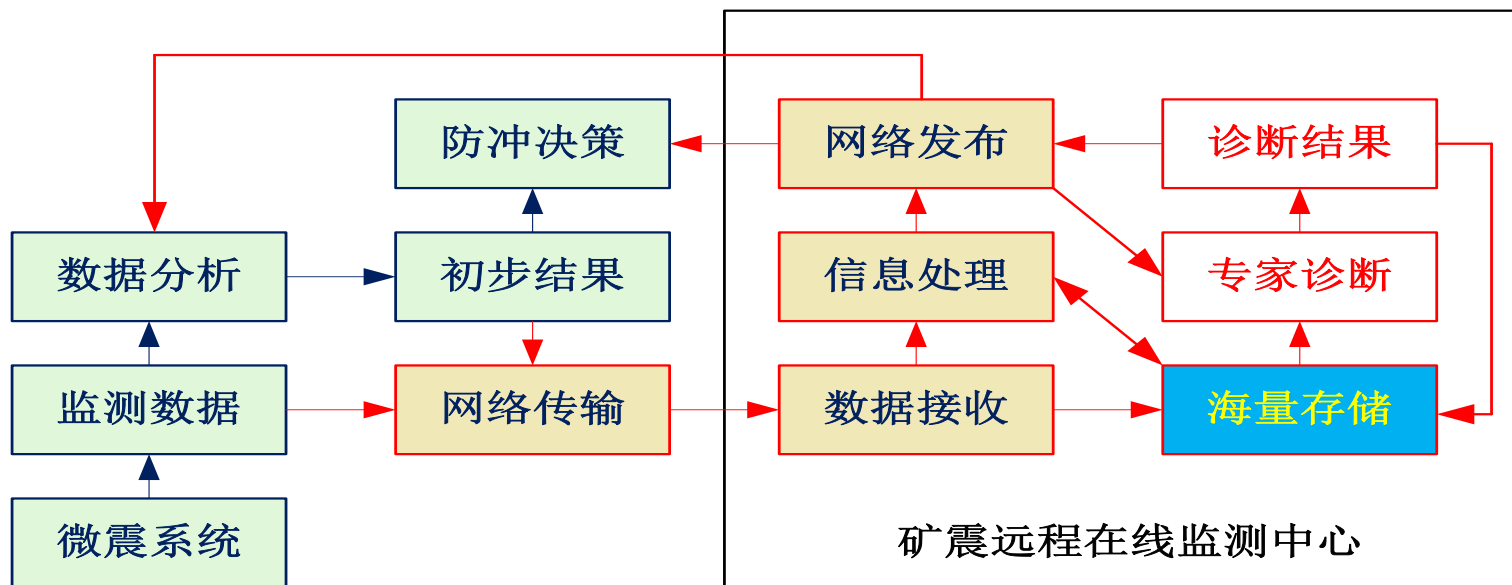 防冲决策
网络发布
诊断结果
数据分析
初步结果
信息处理
专家诊断
监测数据
网络传输
数据接收
海量存储
微震系统
矿震远程在线监测中心